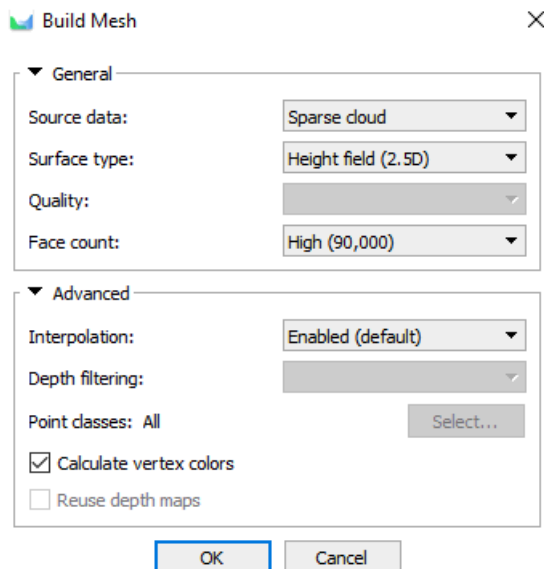 Build Mesh
General
Source data: Sparse cloud
Surface type: Height field (2.5D)
Quality:
Face count: High (90,000)
Advanced
Interpolation: Enabled (default)
Depth filtering:
Point classes: All Select...
Calculate vertex colors
Reuse depth maps
OK Cancel